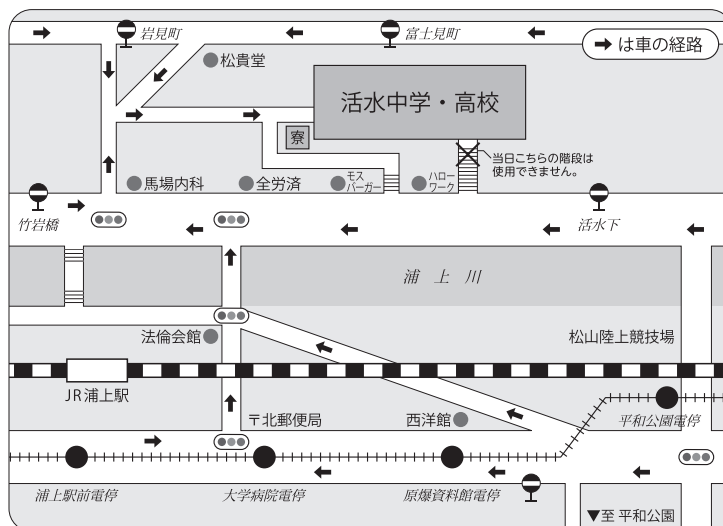 岩見町
富士見町
➡ は車の経路
松貴堂
活水中学・高校
寮
当日こちらの階段は
使用できません。
馬場内科
全労済
モス
バーガー
ハロー
ワーク
竹岩橋
活水下
浦上川
法倫会館
松山陸上競技場
JR浦上駅
〒北郵便局
西洋館
平和公園電停
浦上駅前電停
大学病院電停
原爆資料館電停
▼至 平和公園